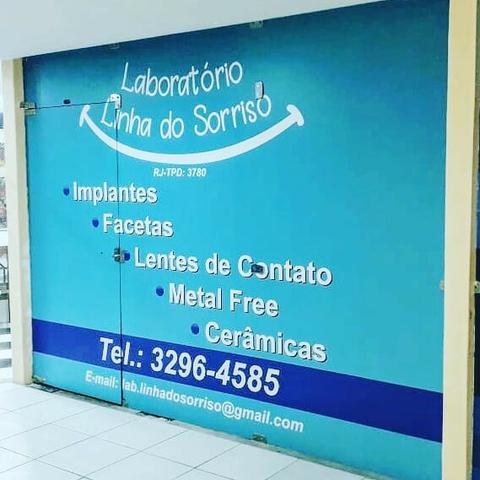 Laboratório
Linha do Sorriso
RJ-TPD: 3780
Implantes
Facetas
Lentes de Contato
Metal Free
Cerâmicas
Tel.: 3296-4585
E-mail: lab.linhadosorriso@gmail.com